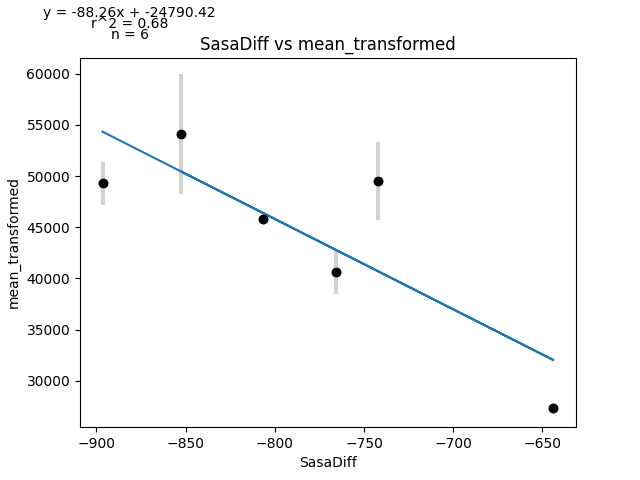 y = -88.26x + -24790.42
r^2 = 0.68
n = 6
SasaDiff vs mean_transformed
60000
55000
50000
45000
40000
35000
30000
mean_transformed
−900
−850
−800
−750
−700
−650
SasaDiff